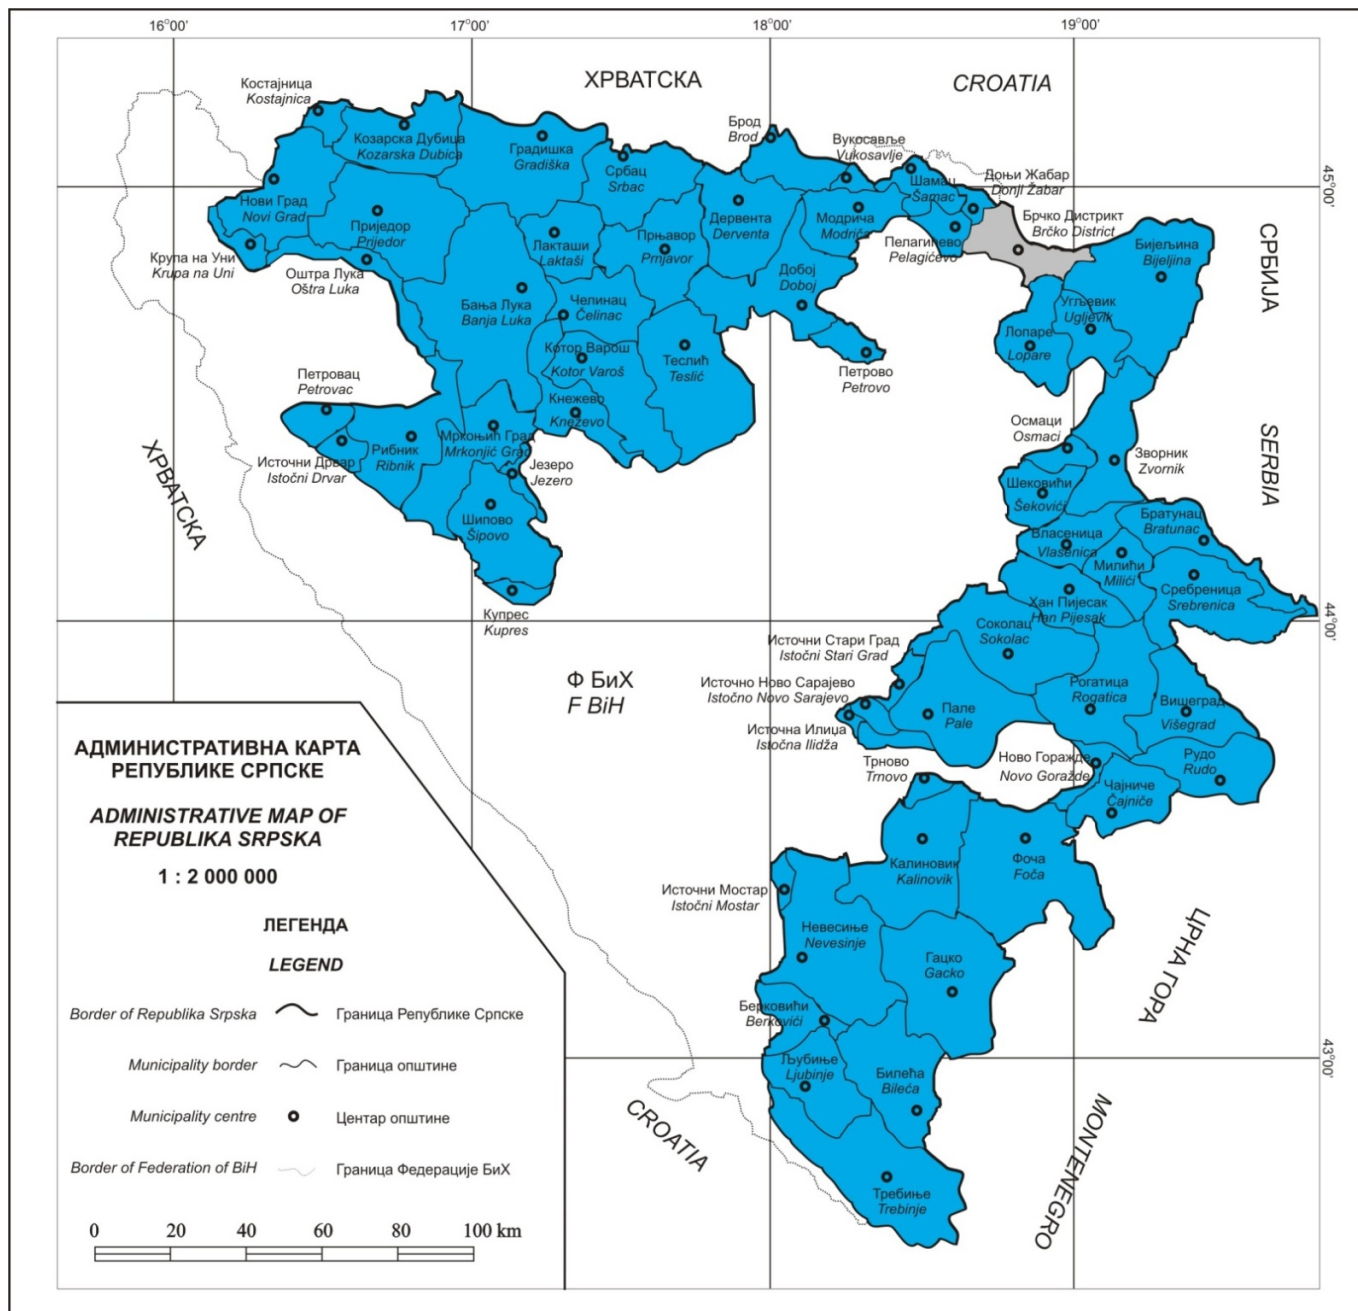 16°00'
17°00'
18°00'
19°00'
ХРВАТСКА
CROATIA
Костајница
Kostajnica
Козарска Дубица
Kozarska Dubica
Градишка
Gradiška
Србац
Srbac
Брод
Brod
Вукосавље
Vukosavlje
Шамац
Šamac
Доњи Жабар
Donji Žabar
45°00'
Нови Град
Novi Grad
Приједор
Prijedor
Лакташи
Laktaši
Прњавор
Prnjavor
Дервента
Derventa
Модрича
Modriča
Пелагићево
Pelagićevo
Брчко Дистрикт
Brčko District
Бијељина
Bijeljina
СРБИЈА
Крупа на Уни
Krupa na Uni
Оштра Лука
Oštra Luka
Бања Лука
Banja Luka
Челинац
Čelinac
Добој
Doboj
Угљевик
Ugljevik
Лопаре
Lopare
Котор Варош
Kotor Varoš
Теслић
Teslić
Петрово
Petrovo
Петровац
Petrovac
Кнежево
Kneževo
Источни Дрвар
Istočni Drvar
Рибник
Ribnik
Мркоњић Град
Mrkonjić Grad
Језеро
Jezero
Шипово
Šipovo
Купрес
Kupres
ХРВАТСКА
Осмаци
Osmaci
Зворник
Zvornik
SERBIA
Шековићи
Šekovići
Братунац
Bratunac
Власеница
Vlasenica
Милићи
Milići
Сребреница
Srebrenica
Хан Пијесак
Han Pijesak
44°00'
Соколац
Sokolac
Источни Стари Град
Istočni Stari Grad
Источно Ново Сарајево
Istočno Novo Sarajevo
Источна Илиџа
Istočna Ilidža
Пале
Pale
Рогатица
Rogatica
Вишеград
Višegrad
Трново
Trnovo
Ново Горажде
Novo Goražde
Рудо
Rudo
Чајниче
Čajniče
Ф БиХ
F BiH
Калиновик
Kalinovik
Фоча
Foča
Источни Мостар
Istočni Mostar
Невесиње
Nevesinje
Гацко
Gacko
ЦРНА ГОРА
Берковићи
Berkovići
43°00'
Љубиње
Ljubinje
Билећа
Bileća
CROATIA
MONTENEGRO
Требиње
Trebinje
АДМИНИСТРАТИВНА КАРТА
РЕПУБЛИКЕ СРПСКЕ
ADMINISTRATIVE MAP OF
REPUBLIKA SRPSKA
1 : 2 000 000
ЛЕГЕНДА
LEGEND
Border of Republika Srpska Граница Републике Српске
Municipality border Граница општине
Municipality centre Центар општине
Border of Federation of BiH Граница Федерације БиХ
0 20 40 60 80 100 km